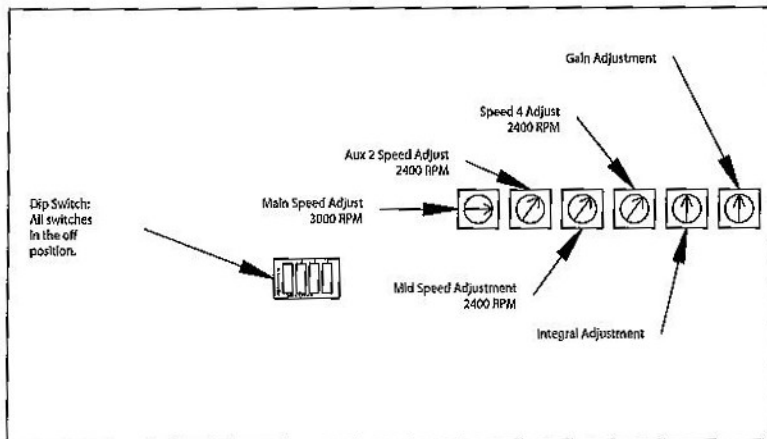 Gain Adjustment
Speed 4 Adjust
2400 RPM
Aux 2 Speed Adjust
2400 RPM
Main Speed Adjust
3000 RPM
Dip Switch:
All switches
in the off
position.
Mid Speed Adjustment
2400 RPM
Integral Adjustment